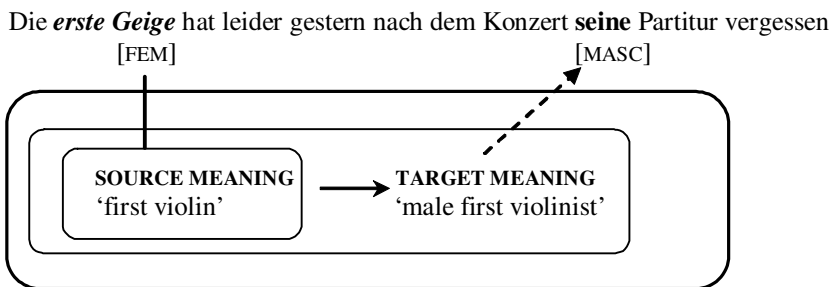 Die erste Geige hat leider gestern nach dem Konzert seine Partitur vergessen
[FEM] [MASC]
SOURCE MEANING TARGET MEANING
‘first violin’ ‘male first violinist’